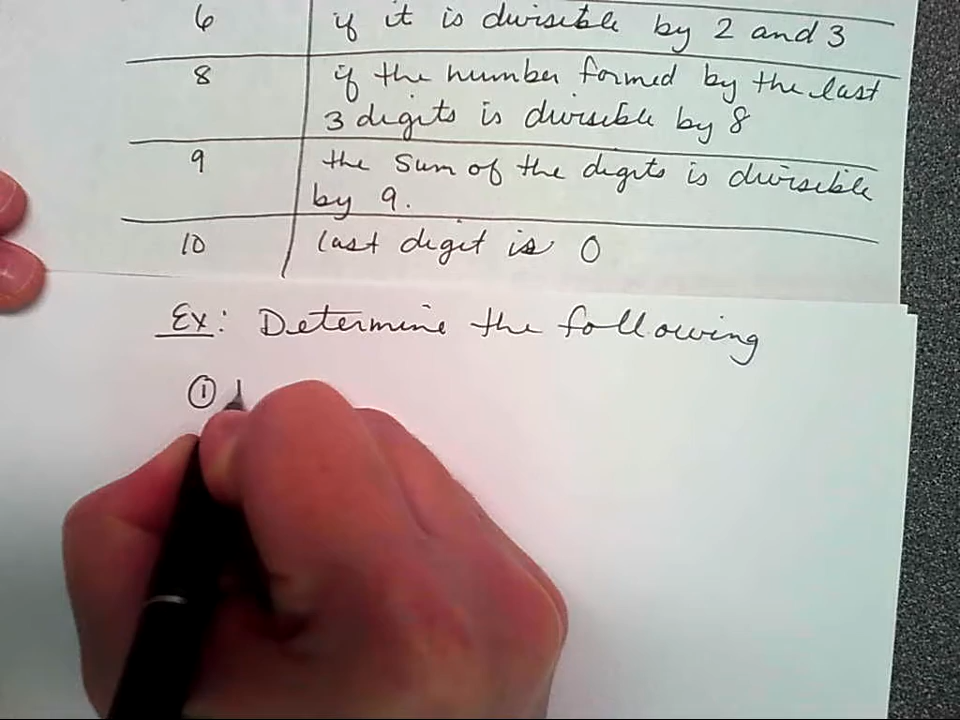 6 if it is divisible by 2 and 3
8 if the number formed by the last
3 digits is divisible by 8
9 the sum of the digits is divisible
by 9.
10 last digit is 0
Ex: Determine the following
①